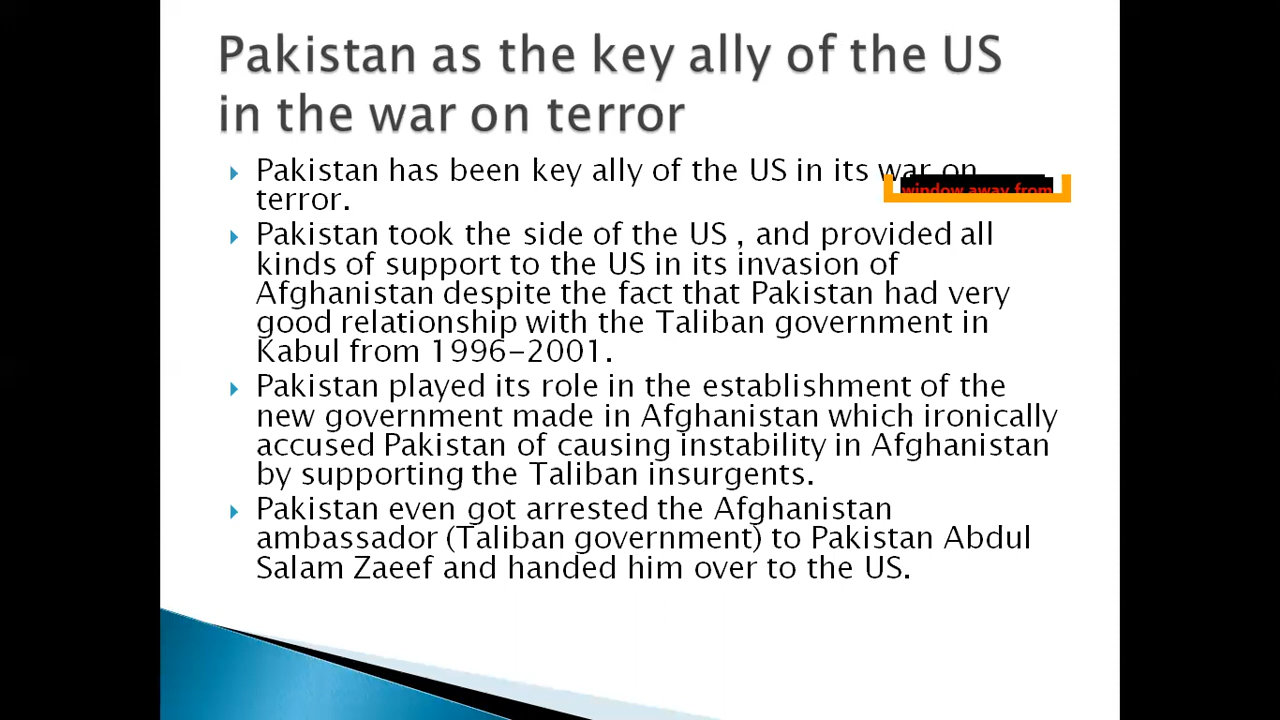 Pakistan as the key ally of the US
in the war on terror
Pakistan has been key ally of the US in its war on
terror.
window away from
Pakistan took the side of the US , and provided all
kinds of support to the US in its invasion of
Afghanistan despite the fact that Pakistan had very
good relationship with the Taliban government in
Kabul from 1996-2001.
Pakistan played its role in the establishment of the
new government made in Afghanistan which ironically
accused Pakistan of causing instability in Afghanistan
by supporting the Taliban insurgents.
Pakistan even got arrested the Afghanistan
ambassador (Taliban government) to Pakistan Abdul
Salam Zaeef and handed him over to the US.